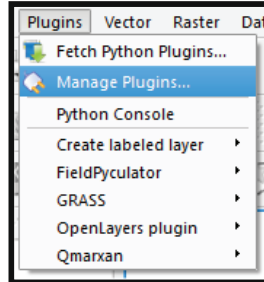 Plugins Vector Raster Dat
Fetch Python Plugins...
Manage Plugins...
Python Console
Create labeled layer
FieldPyculator
GRASS
OpenLayers plugin
Qmarxan